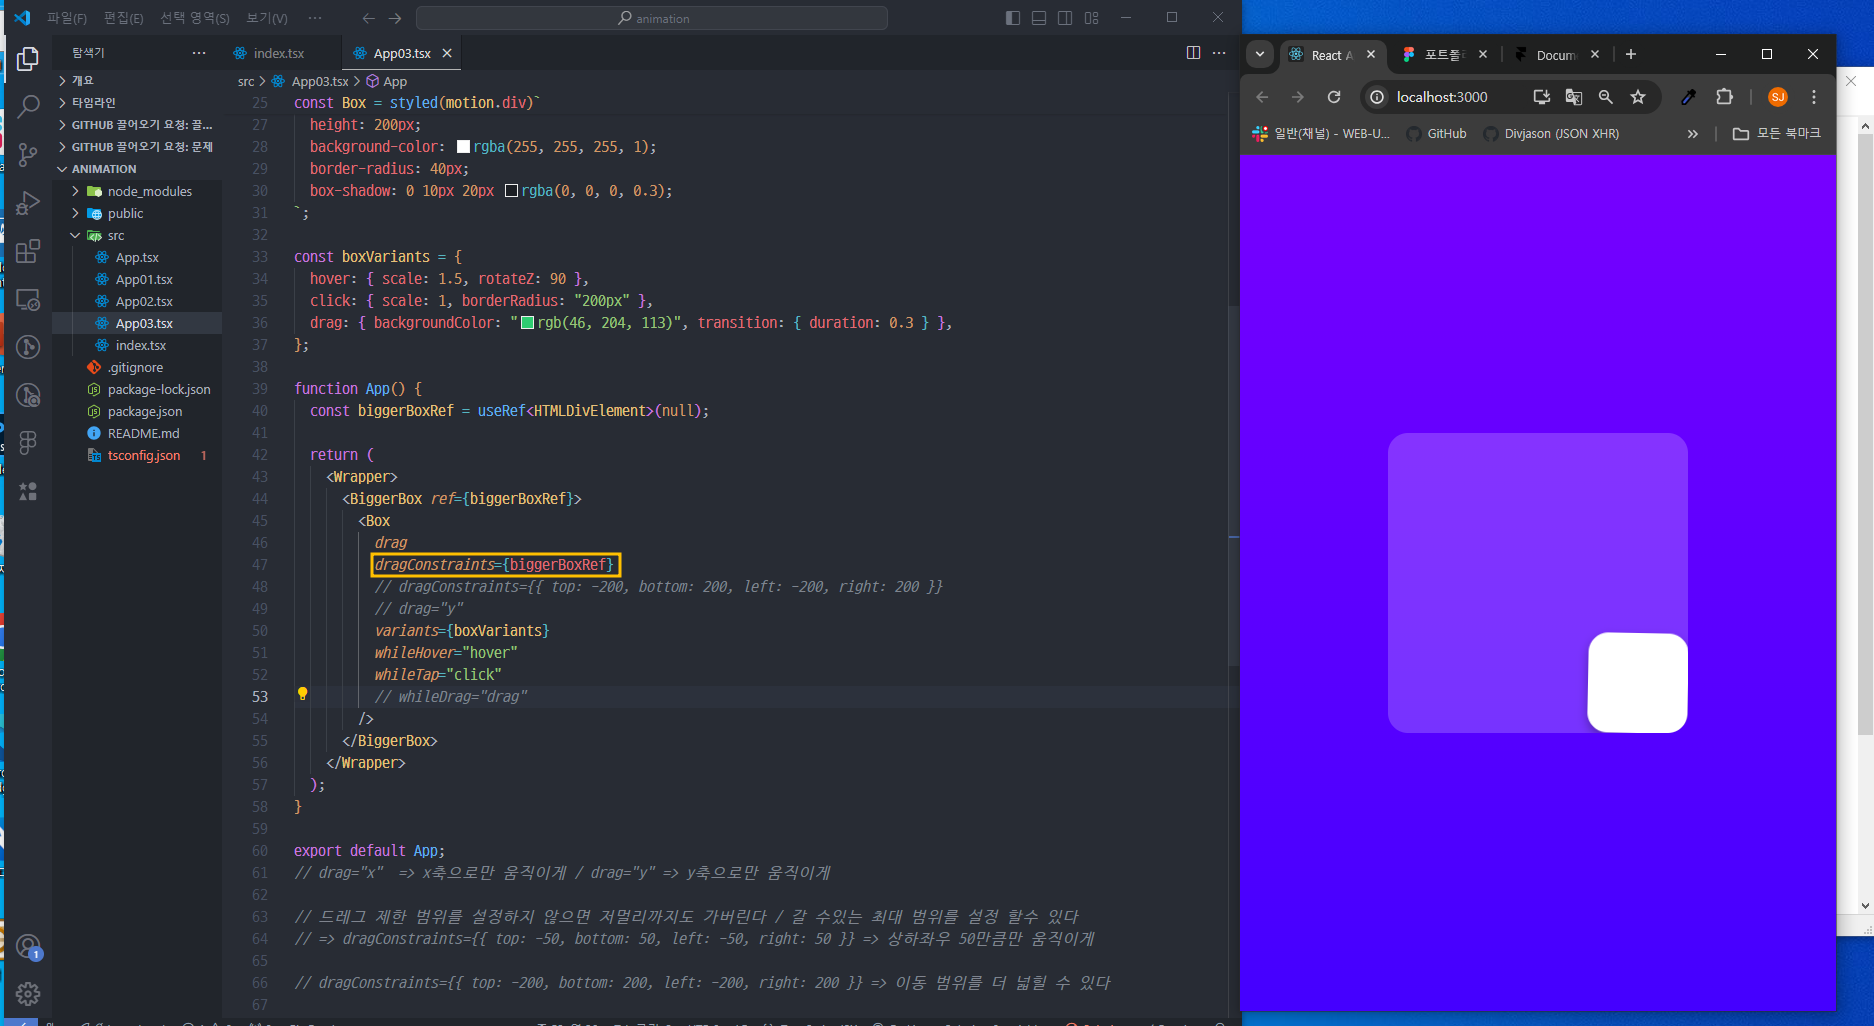 파일(F) 편집(E) 선택 영역(S) 보기(V) ··· animation
탐색기 ···
개요
타임라인
GITHUB 끌어오기 요청: 끌...
GITHUB 끌어오기 요청: 문제
ANIMATION
node_modules
public
src
App.tsx
App01.tsx
App02.tsx
App03.tsx
index.tsx
.gitignore
package-lock.json
package.json
README.md
tsconfig.json 1
1
index.tsx App03.tsx
src > App03.tsx > App
25 const Box = styled(motion.div)`
27 height: 200px;
28 background-color: rgba(255, 255, 255, 1);
29 border-radius: 40px;
30 box-shadow: 0 10px 20px rgba(0, 0, 0, 0.3);
31 `;
32
33 const boxVariants = {
34 hover: { scale: 1.5, rotateZ: 90 },
35 click: { scale: 1, borderRadius: "200px" },
36 drag: { backgroundColor: "rgb(46, 204, 113)", transition: { duration: 0.3 } },
37 };
38
39 function App() {
40 const biggerBoxRef = useRef<HTMLDivElement>(null);
41
42 return (
43 <Wrapper>
44 <BiggerBox ref={biggerBoxRef}>
45 <Box
46 drag
47 dragConstraints={biggerBoxRef}
48 // dragConstraints={{ top: -200, bottom: 200, left: -200, right: 200 }}
49 // drag="y"
50 variants={boxVariants}
51 whileHover="hover"
52 whileTap="click"
53 // whileDrag="drag"
54 />
55 </BiggerBox>
56 </Wrapper>
57 );
58 }
59
60 export default App;
61 // drag="x" => x축으로만 움직이게 / drag="y" => y축으로만 움직이게
62
63 // 드레그 제한 범위를 설정하지 않으면 저멀리까지도 가버린다 / 갈 수있는 최대 범위를 설정 할수 있다
64 // => dragConstraints={{ top: -50, bottom: 50, left: -50, right: 50 }} => 상하좌우 50만큼만 움직이게
65
66 // dragConstraints={{ top: -200, bottom: 200, left: -200, right: 200 }} => 이동 범위를 더 넓힐 수 있다
67
React A 포트폴 Docum
localhost:3000 SJ
일반(채널) - WEB-U... GitHub Divjason (JSON XHR) » 모든 북마크